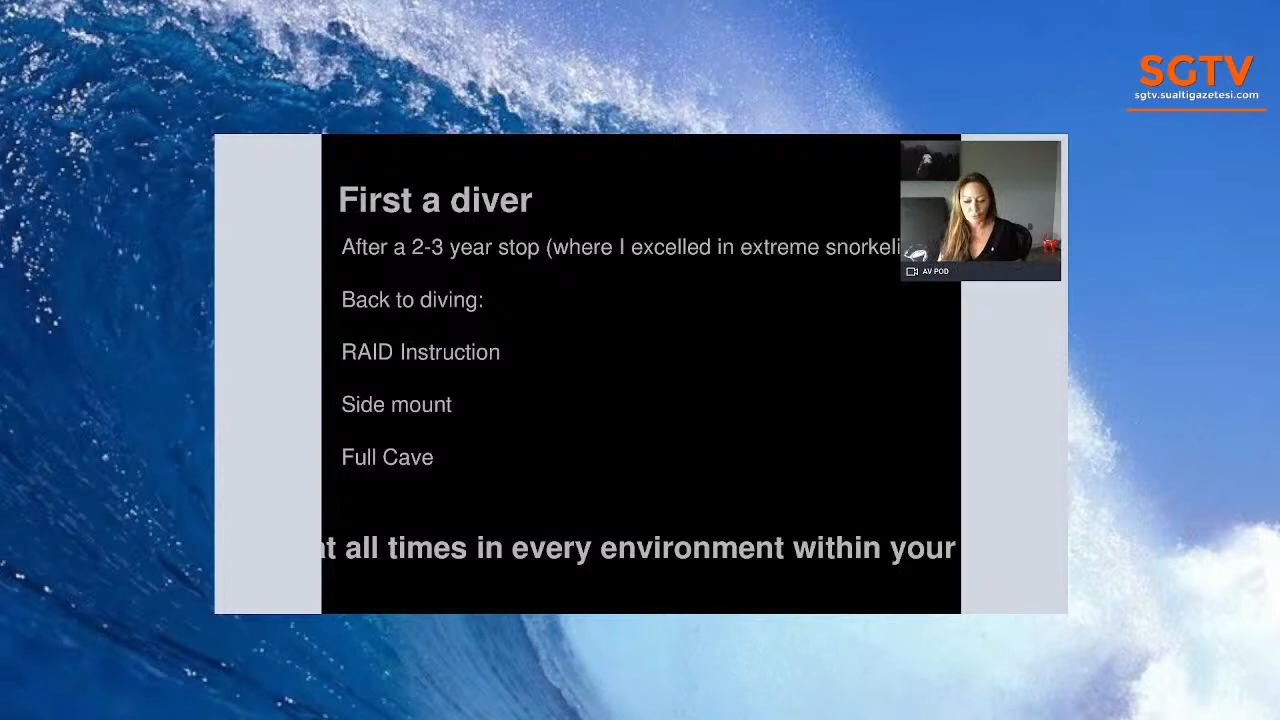 SGTV
sgtv.sualtigazetesi.com
First a diver
After a 2-3 year stop (where I excelled in extreme snorkeli
AV POD
Back to diving:
RAID Instruction
Side mount
Full Cave
at all times in every environment within your